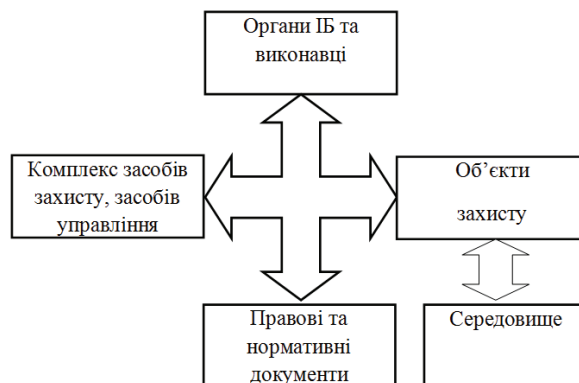 Органи ІБ та
виконавці
Комплекс засобів
захисту, засобів
управління
Об’єкти
захисту
Правові та
нормативні
документи
Середовище